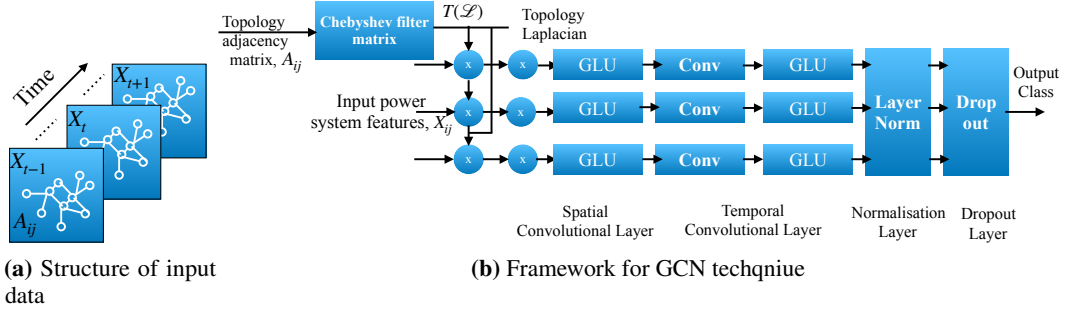 Time
X_{t+1}
X_t
X_{t-1}
A_{ij}
(a) Structure of input
data
Topology
adjacency
matrix, A_{ij}
Chebyshev filter
matrix
T(ℒ)
Topology
Laplacian
Input power
system features, X_{ij}
x
x
x
x
x
x
GLU
Conv
GLU
GLU
Conv
GLU
GLU
Conv
GLU
Layer
Norm
Drop
out
Output
Class
Spatial
Convolutional Layer
Temporal
Convolutional Layer
Normalisation
Layer
Dropout
Layer
(b) Framework for GCN techqniue